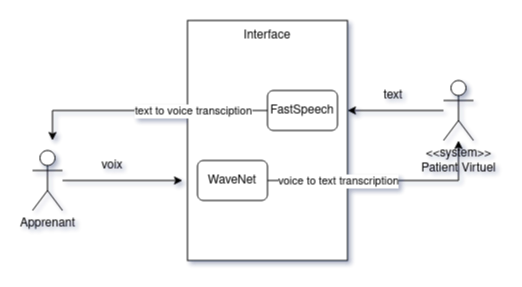 Interface
text
FastSpeech
text to voice transciption
<<system>>
Patient Virtuel
voix
WaveNet
voice to text transcription
Apprenant